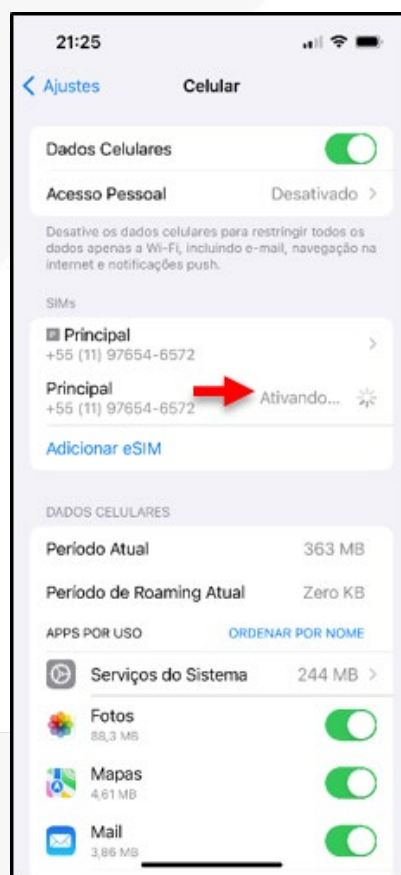 21:25
Ajustes
Celular
Dados Celulares
Acesso Pessoal Desativado
Desative os dados celulares para restringir todos os
dados apenas a Wi-Fi, incluindo e-mail, navegação na
internet e notificações push.
SIMs
P Principal
+55 (11) 97654-6572
Principal
+55 (11) 97654-6572
Ativando...
Adicionar eSIM
DADOS CELULARES
Período Atual 363 MB
Período de Roaming Atual Zero KB
APPS POR USO ORDENAR POR NOME
Serviços do Sistema 244 MB
Fotos
88,3 MB
Mapas
4,61 MB
Mail
3,86 MB